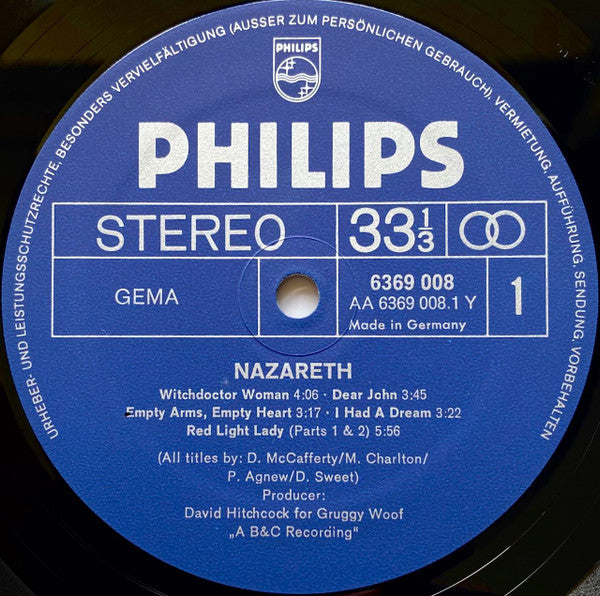 URHEBER- UND LEISTUNGSSCHUTZRECHTE, BESONDERS VERVIELFÄLTIGUNG (AUSSER ZUM PERSÖNLICHEN GEBRAUCH), VERMIETUNG, AUFFÜHRUNG, SENDUNG, VORBEHALTEN
PHILIPS
PHILIPS
STEREO 33 1/3
GEMA
6369 008
AA 6369 008.1 Y 1
Made in Germany
NAZARETH
Witchdoctor Woman 4:06 · Dear John 3:45
Empty Arms, Empty Heart 3:17 · I Had A Dream 3:22
Red Light Lady (Parts 1 & 2) 5:56
(All titles by: D. McCafferty/M. Charlton/
P. Agnew/D. Sweet)
Producer:
David Hitchcock for Gruggy Woof
„A B&C Recording“